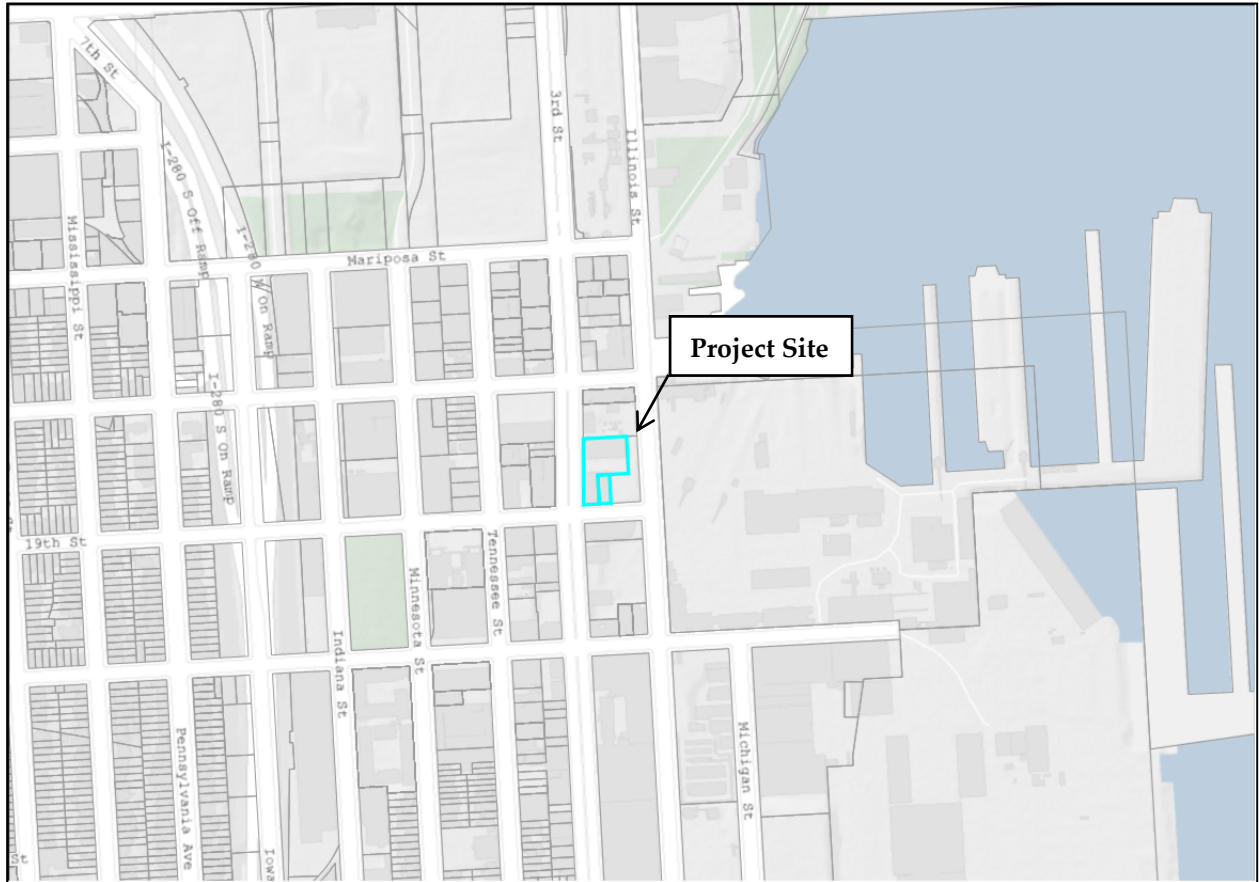 7th St
I-280 S Off Ramp
3rd St
Illinois St
Mississippi St
I-280 N On Ramp
Mariposa St
Project Site
I-280 S On Ramp
19th St
Tennessee St
Minnesota St
Indiana St
Pennsylvania Ave
Michigan St
St
Iowa
St